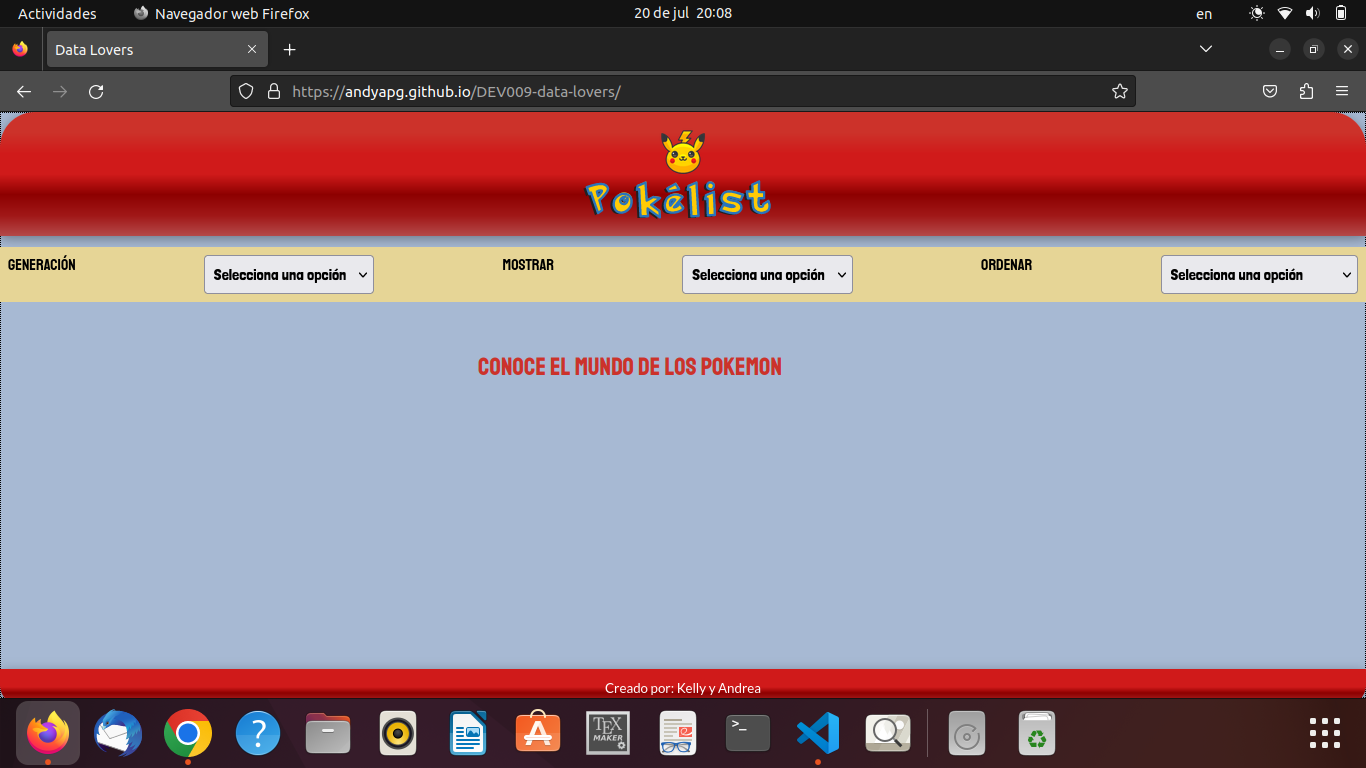 Actividades Navegador web Firefox 20 de jul 20:08 en
Data Lovers
https://andyapg.github.io/DEV009-data-lovers/
Pokélist
GENERACIÓN Selecciona una opción MOSTRAR Selecciona una opción ORDENAR Selecciona una opción
CONOCE EL MUNDO DE LOS POKEMON
Creado por: Kelly y Andrea
TEX
MAKER